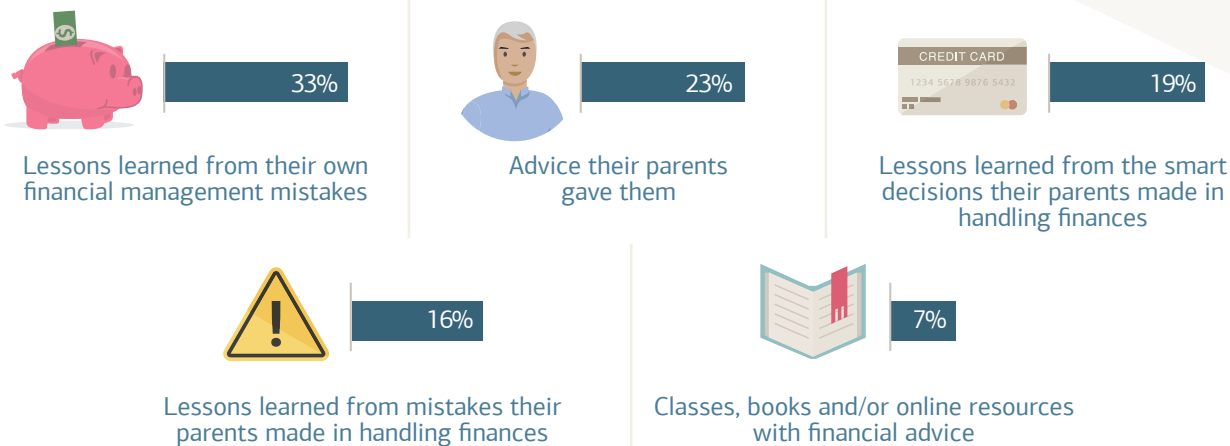 33%
Lessons learned from their own
financial management mistakes
23%
Advice their parents
gave them
CREDIT CARD
1234 5678 9876 5432
19%
Lessons learned from the smart
decisions their parents made in
handling finances
16%
Lessons learned from mistakes their
parents made in handling finances
7%
Classes, books and/or online resources
with financial advice